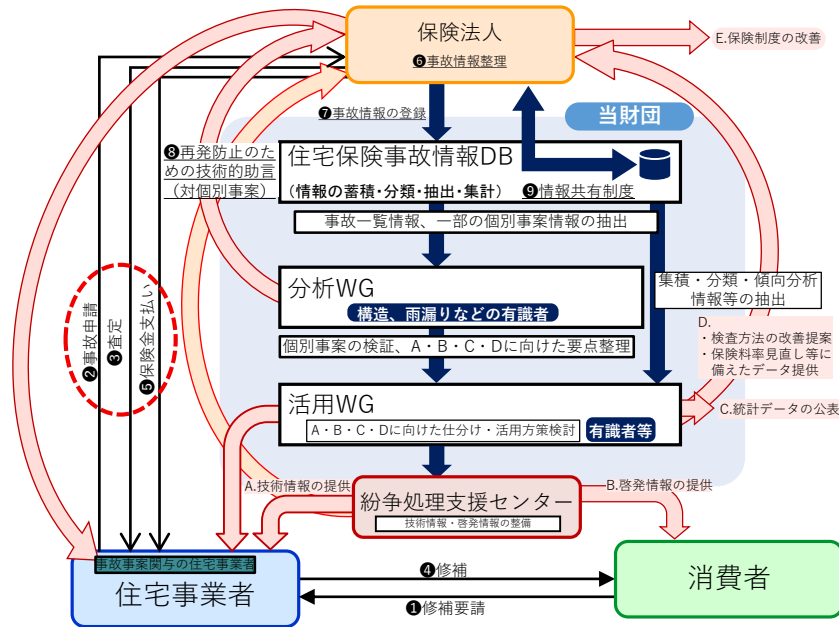 保険法人
❻事故情報整理
E.保険制度の改善
❼事故情報の登録
当財団
❽再発防止のた
めの技術的助言
（対個別事案）
住宅保険事故情報DB
（情報の蓄積・分類・抽出・集計）
❾情報共有制度
事故一覧情報、一部の個別事案情報の抽出
分析WG
構造、雨漏りなどの有識者
集積・分類・傾向分析
情報等の抽出
❷事故申請
❸査定
❺保険金支払い
個別事案の検証、A・B・C・Dに向けた要点整理
D.
・検査方法の改善提案
・保険料率見直し等に
備えたデータ提供
活用WG
A・B・C・Dに向けた仕分け・活用方策検討
有識者等
C.統計データの公表
A.技術情報の提供
紛争処理支援センター
技術情報・啓発情報の整備
B.啓発情報の提供
事故事案関与の住宅事業者
住宅事業者
❹修補
❶修補要請
消費者